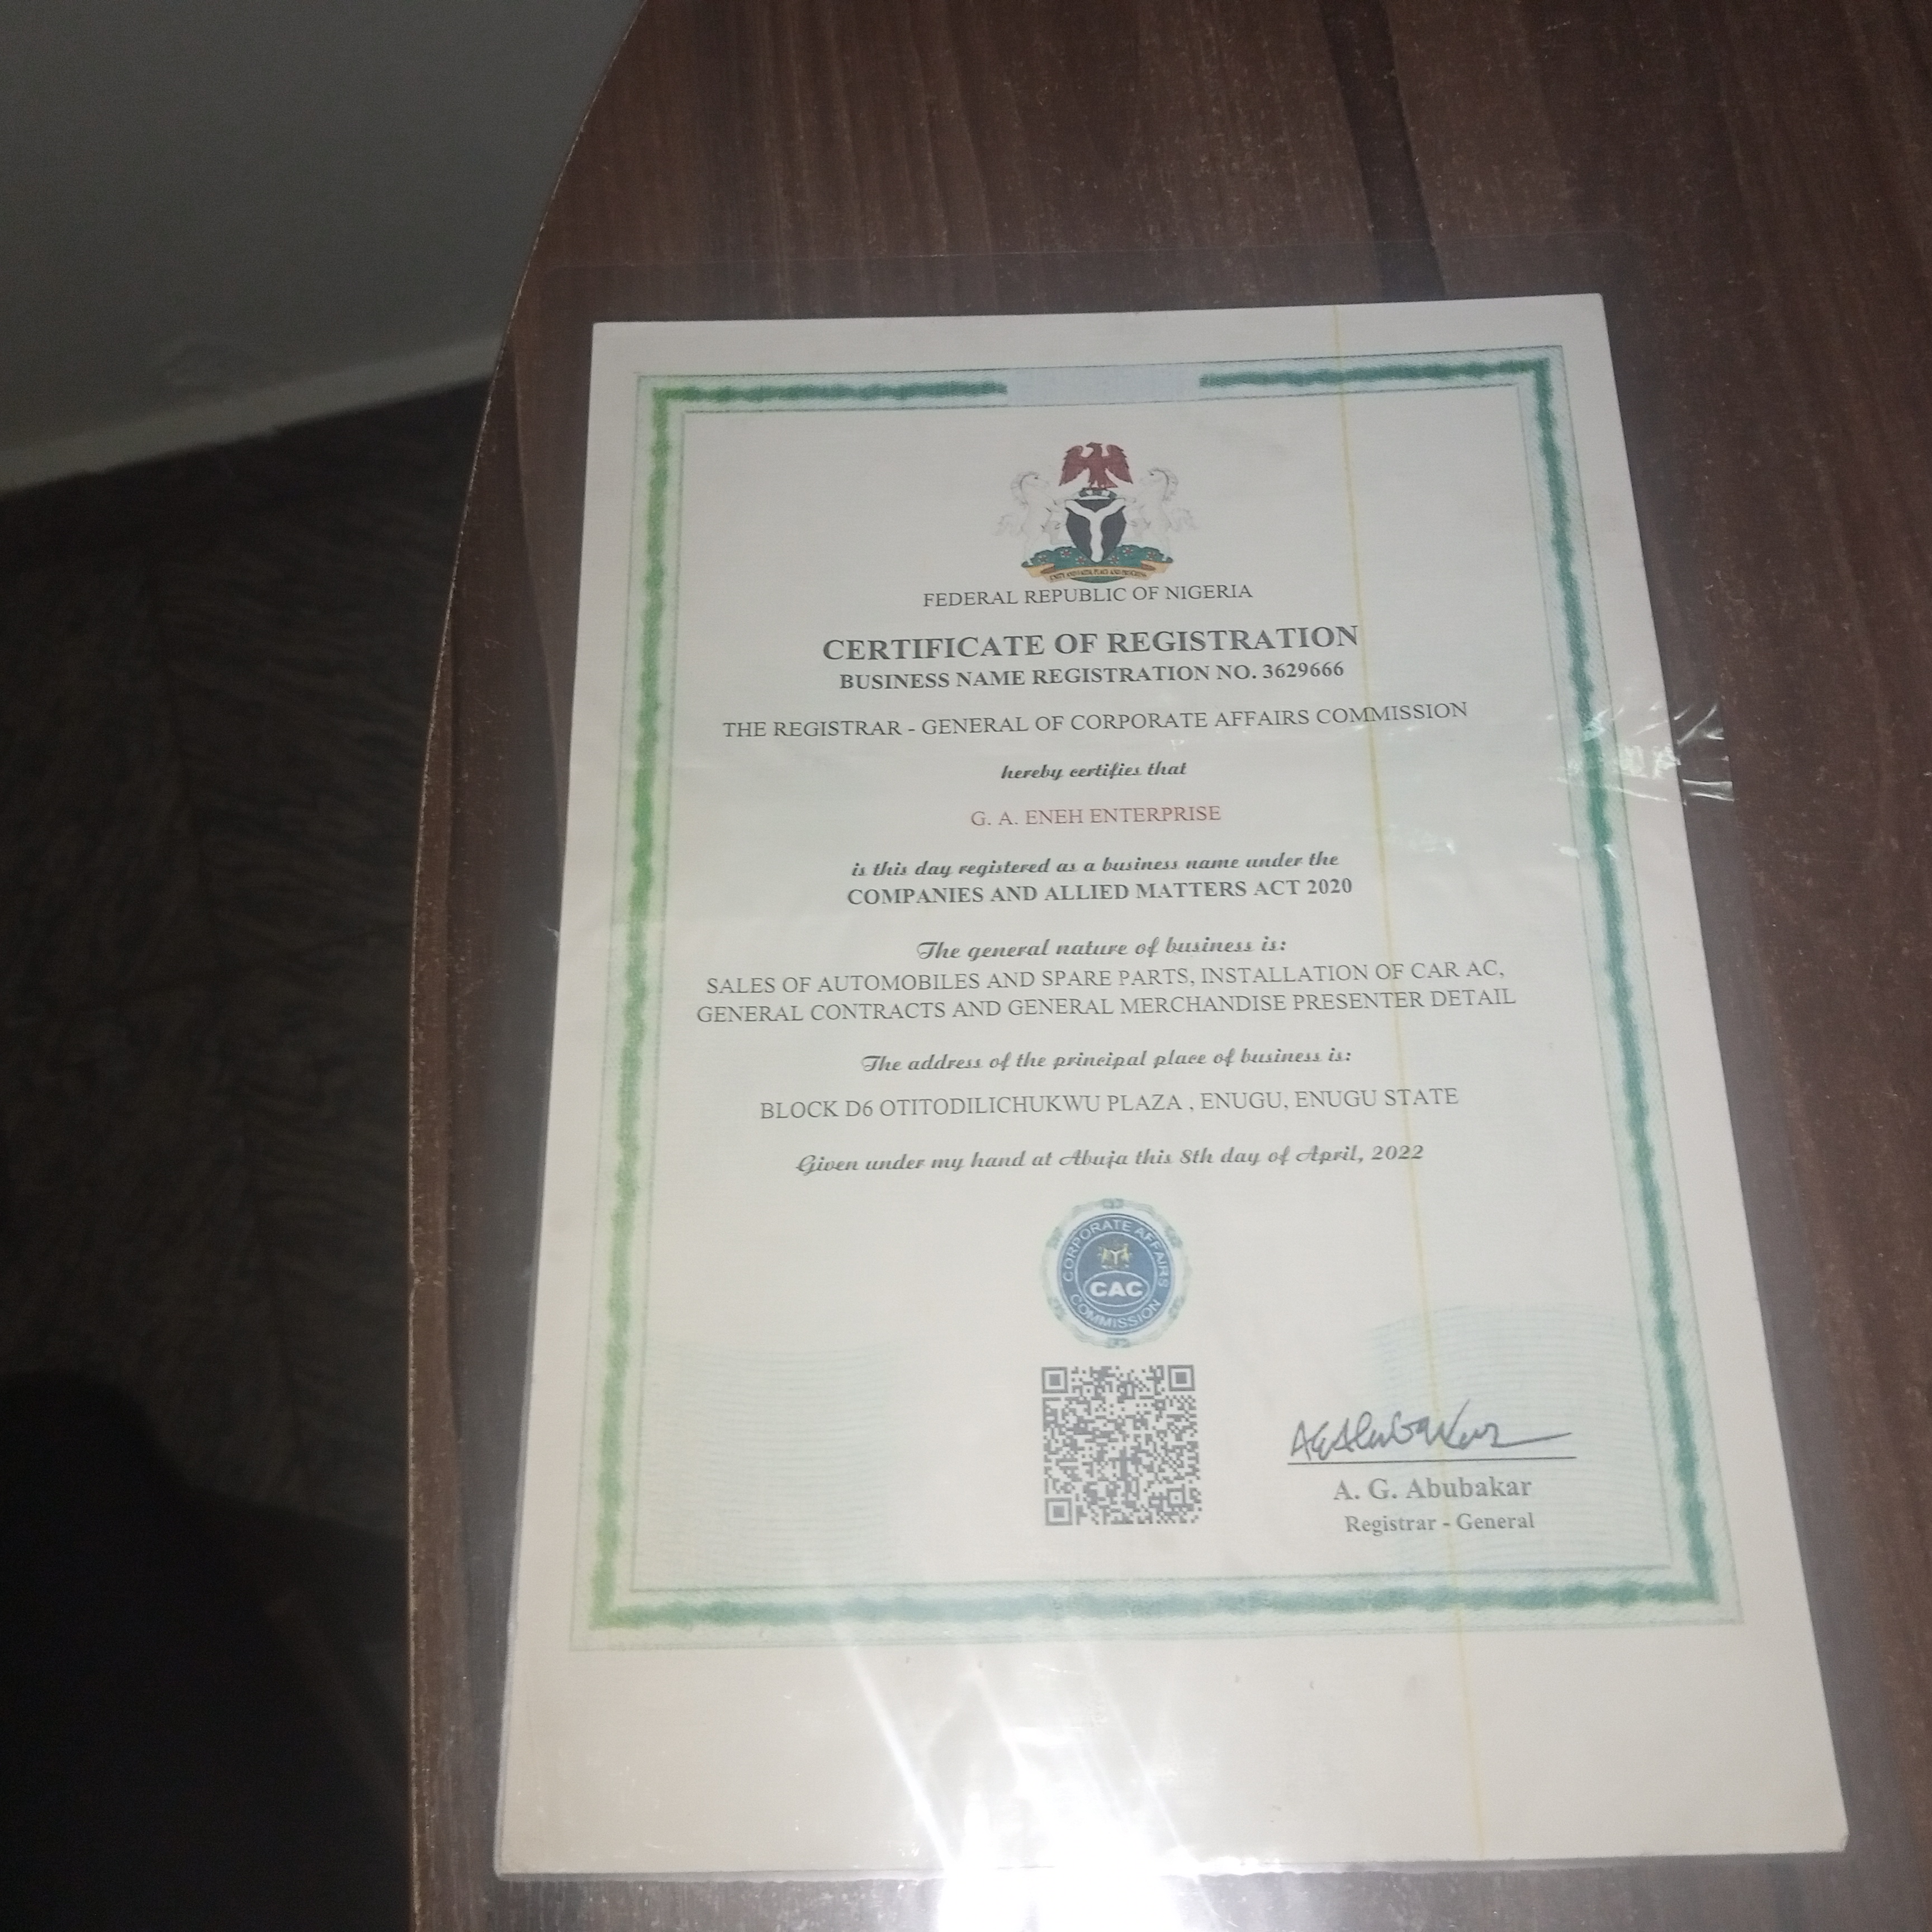 UNITY AND FAITH, PEACE AND PROGRESS
FEDERAL REPUBLIC OF NIGERIA
CERTIFICATE OF REGISTRATION
BUSINESS NAME REGISTRATION NO. 3629666
THE REGISTRAR - GENERAL OF CORPORATE AFFAIRS COMMISSION
hereby certifies that
G. A. ENEH ENTERPRISE
is this day registered as a business name under the
COMPANIES AND ALLIED MATTERS ACT 2020
The general nature of business is:
SALES OF AUTOMOBILES AND SPARE PARTS, INSTALLATION OF CAR AC,
GENERAL CONTRACTS AND GENERAL MERCHANDISE PRESENTER DETAIL
The address of the principal place of business is:
BLOCK D6 OTITODILICHUKWU PLAZA , ENUGU, ENUGU STATE
Given under my hand at Abuja this 8th day of April, 2022
CORPORATE AFFAIRS
CAC
COMMISSION
AGAbubakar
A. G. Abubakar
Registrar - General